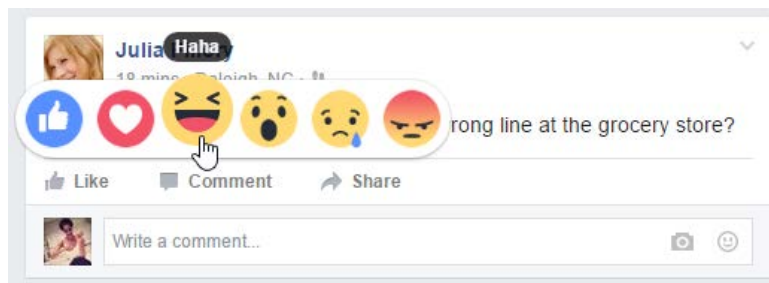 Haha
Julia
18 mins Raleigh, NC
rong line at the grocery store?
Like Comment Share
Write a comment...